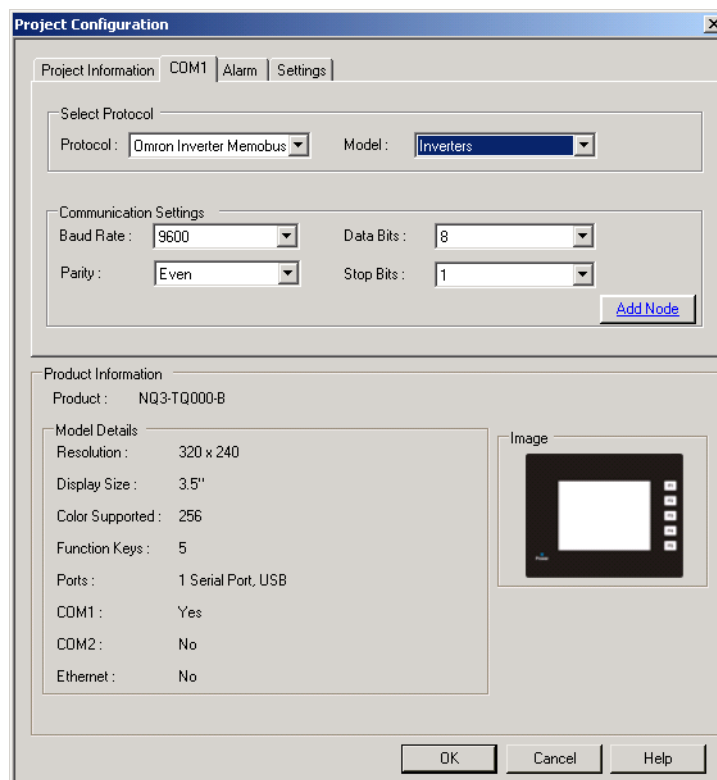 Project Configuration
Project Information COM1 Alarm Settings
Select Protocol
Protocol : Omron Inverter Memobus Model : Inverters
Communication Settings
Baud Rate : 9600 Data Bits : 8
Parity : Even Stop Bits : 1
Add Node
Product Information
Product : NQ3-TQ000-B
Model Details
Image
Resolution : 320 x 240
Display Size : 3.5''
Color Supported : 256
Function Keys : 5
Ports : 1 Serial Port, USB
COM1 : Yes
COM2 : No
Ethernet : No
OK Cancel Help